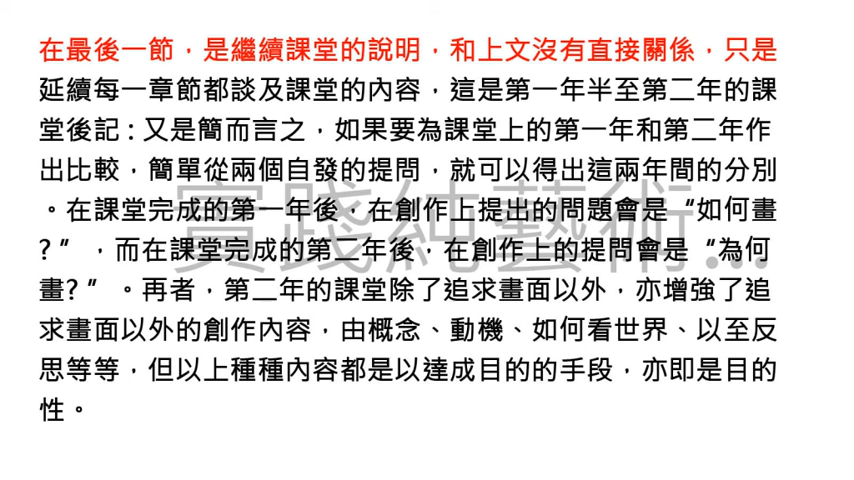 在最後一節，是繼續課堂的說明，和上文沒有直接關係，只是
延續每一章節都談及課堂的內容，這是第一年半至第二年的課
堂後記：又是簡而言之，如果要為課堂上的第一年和第二年作
出比較，簡單從兩個自發的提問，就可以得出這兩年間的分別
。在課堂完成的第一年後，在創作上提出的問題會是“如何畫
？”，而在課堂完成的第二年後，在創作上的提問會是“為何
畫？”。再者，第二年的課堂除了追求畫面以外，亦增強了追
求畫面以外的創作內容，由概念、動機、如何看世界、以至反
思等等，但以上種種內容都是以達成目的的手段，亦即是目的
性。
實踐純藝術...